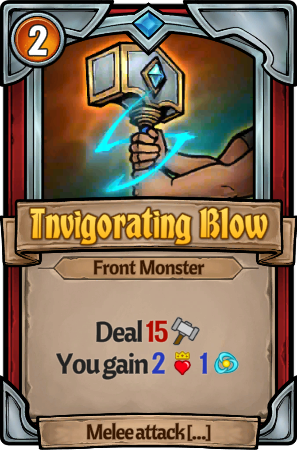 2
Invigorating Blow
Front Monster
Deal 15
You gain 2 1
Melee attack [...]